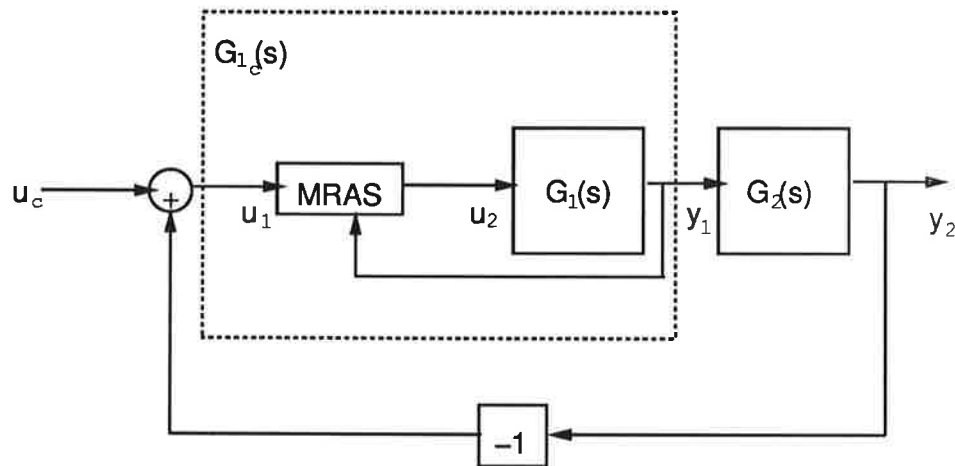 G1c(s)
uc
+
u1
MRAS
u2
G1(s)
y1
G2(s)
y2
−1